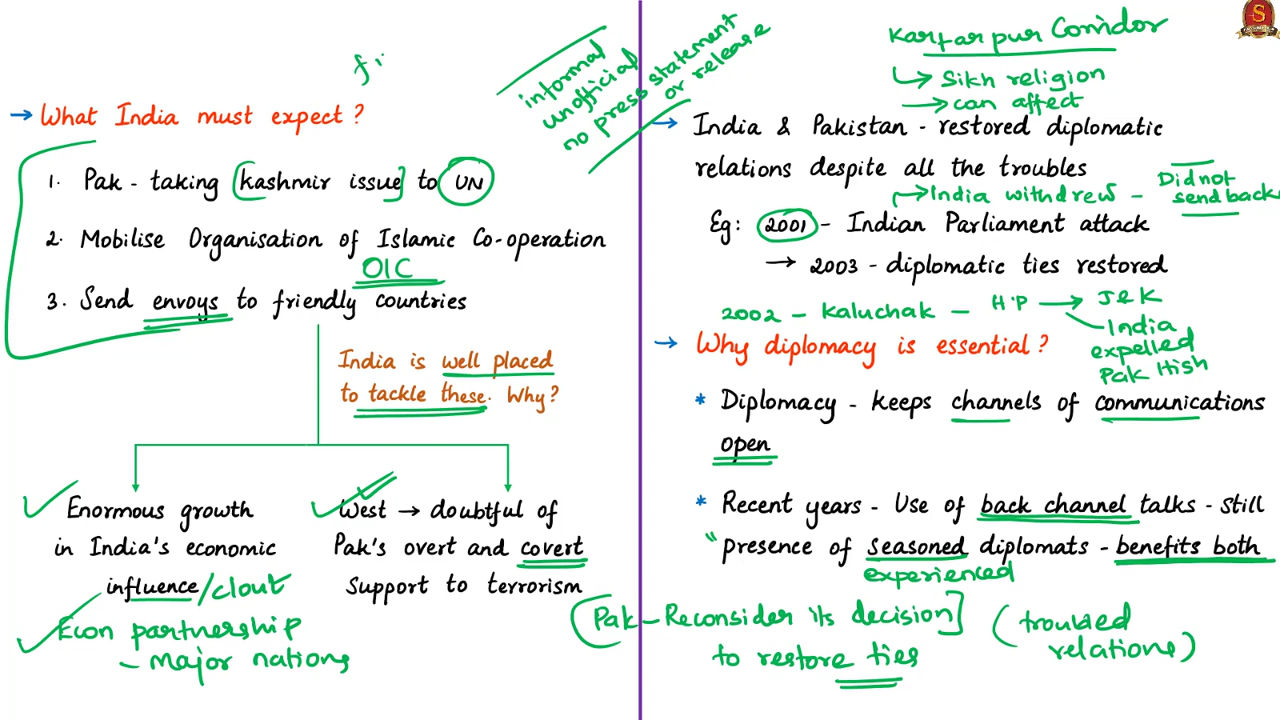 fi
→ What India must expect?
1. Pak - taking [Kashmir issue] to UN
2. Mobilise Organisation of Islamic Co-operation
OIC
3. Send envoys to friendly countries
India is well placed
to tackle these. Why?
Enormous growth
in India's economic
influence/clout
Econ partnership
- Major nations
West → doubtful of
Pak's overt and covert
Support to terrorism
informal
unofficial
no press statement
or release
Kartarpur Corridor
↳ Sikh religion
→ can affect
→ India & Pakistan - restored diplomatic
relations despite all the troubles
India withdrew - Did not
send back
Eg: 2001 - Indian Parliament attack
→ 2003 - diplomatic ties restored
2002 - Kaluchak - H.P → J&K
India
expelled
Pak
→ Why diplomacy is essential?
* Diplomacy - keeps channels of communications
open
* Recent years - Use of back channel talks - still
presence of seasoned diplomats - benefits both
experienced
(Pak - Reconsider its decision]
to restore ties
(troubled
relations)
S